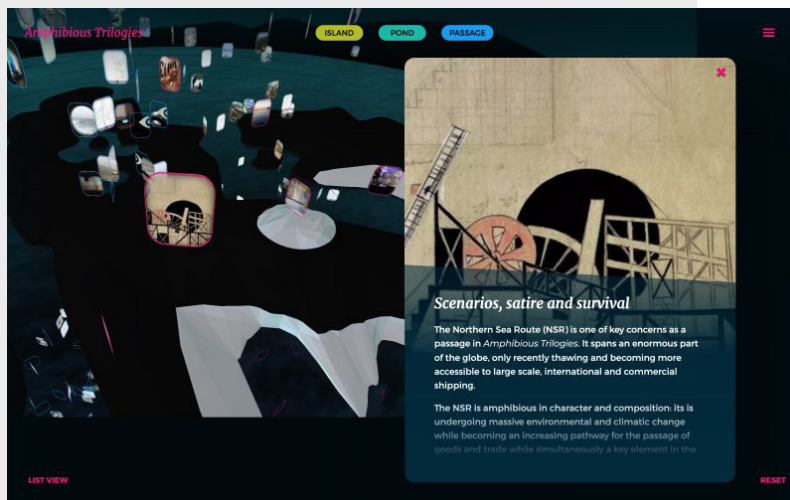 Amphibious Trilogies
ISLAND
POND
PASSAGE
Scenarios, satire and survival
The Northern Sea Route (NSR) is one of key concerns as a
passage in Amphibious Trilogies. It spans an enormous part
of the globe, only recently thawing and becoming more
accessible to large scale, international and commercial
shipping.
The NSR is amphibious in character and composition: its is
undergoing massive environmental and climatic change
while becoming an increasing pathway for the passage of
goods and trade while simultaneously a key element in the
LIST VIEW
RESET